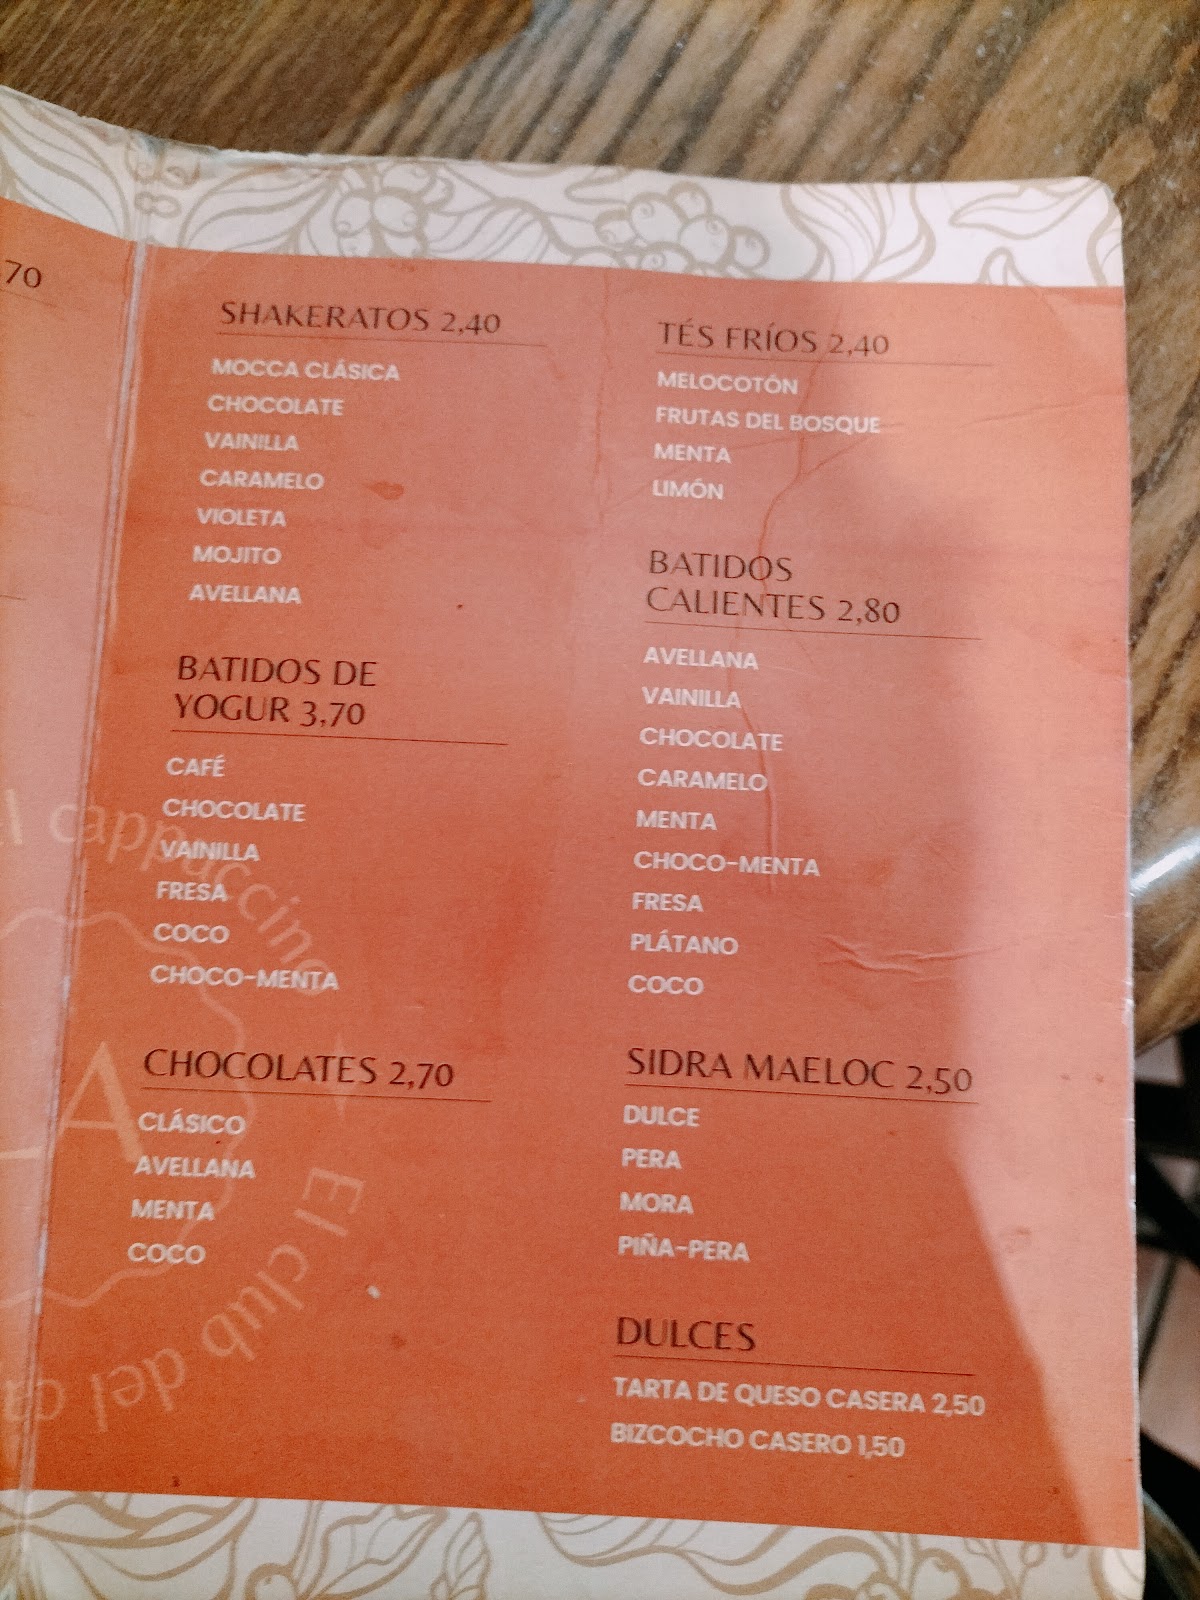 70
SHAKERATOS 2,40
MOCCA CLÁSICA
CHOCOLATE
VAINILLA
CARAMELO
VIOLETA
MOJITO
AVELLANA
BATIDOS DE
YOGUR 3,70
CAFÉ
CHOCOLATE
VAINILLA
FRESA
COCO
CHOCO-MENTA
CHOCOLATES 2,70
CLÁSICO
AVELLANA
MENTA
COCO
TÉS FRÍOS 2,40
MELOCOTÓN
FRUTAS DEL BOSQUE
MENTA
LIMÓN
BATIDOS
CALIENTES 2,80
AVELLANA
VAINILLA
CHOCOLATE
CARAMELO
MENTA
CHOCO-MENTA
FRESA
PLÁTANO
COCO
SIDRA MAELOC 2,50
DULCE
PERA
MORA
PIÑA-PERA
DULCES
TARTA DE QUESO CASERA 2,50
BIZCOCHO CASERO 1,50
cappuccino
A
El club del